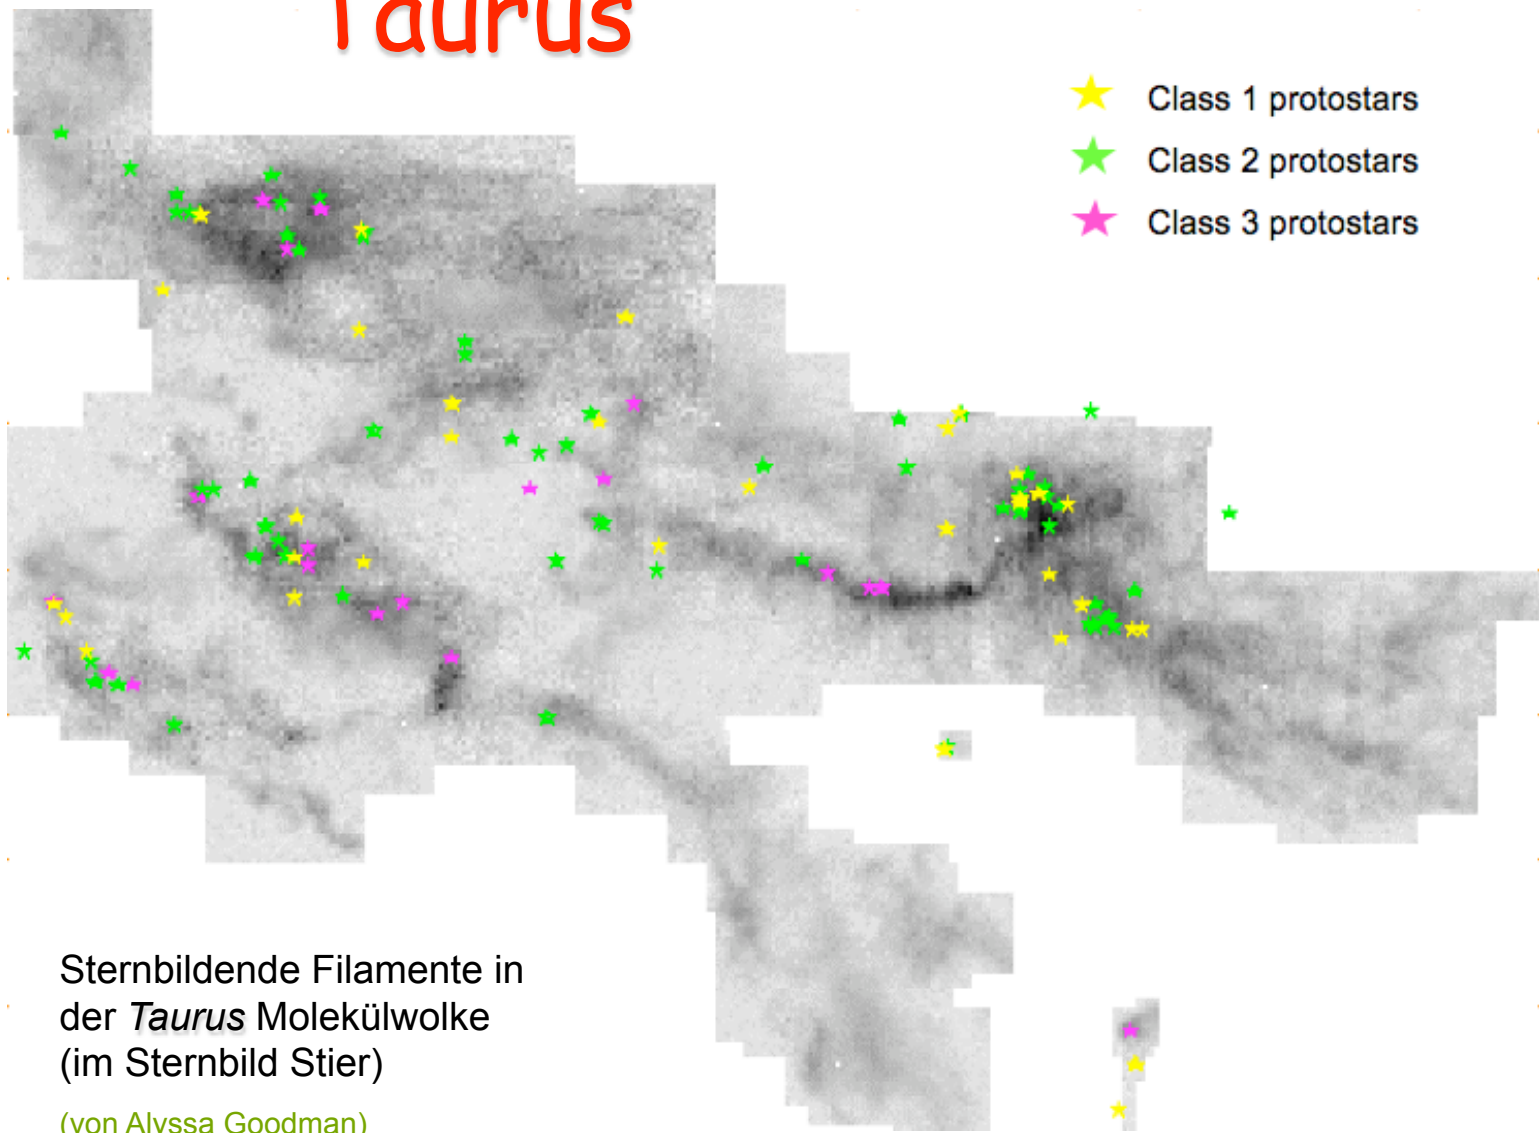 Taurus
Class 1 protostars
Class 2 protostars
Class 3 protostars
Sternbildende Filamente in
der Taurus Molekülwolke
(im Sternbild Stier)
(von Alyssa Goodman)